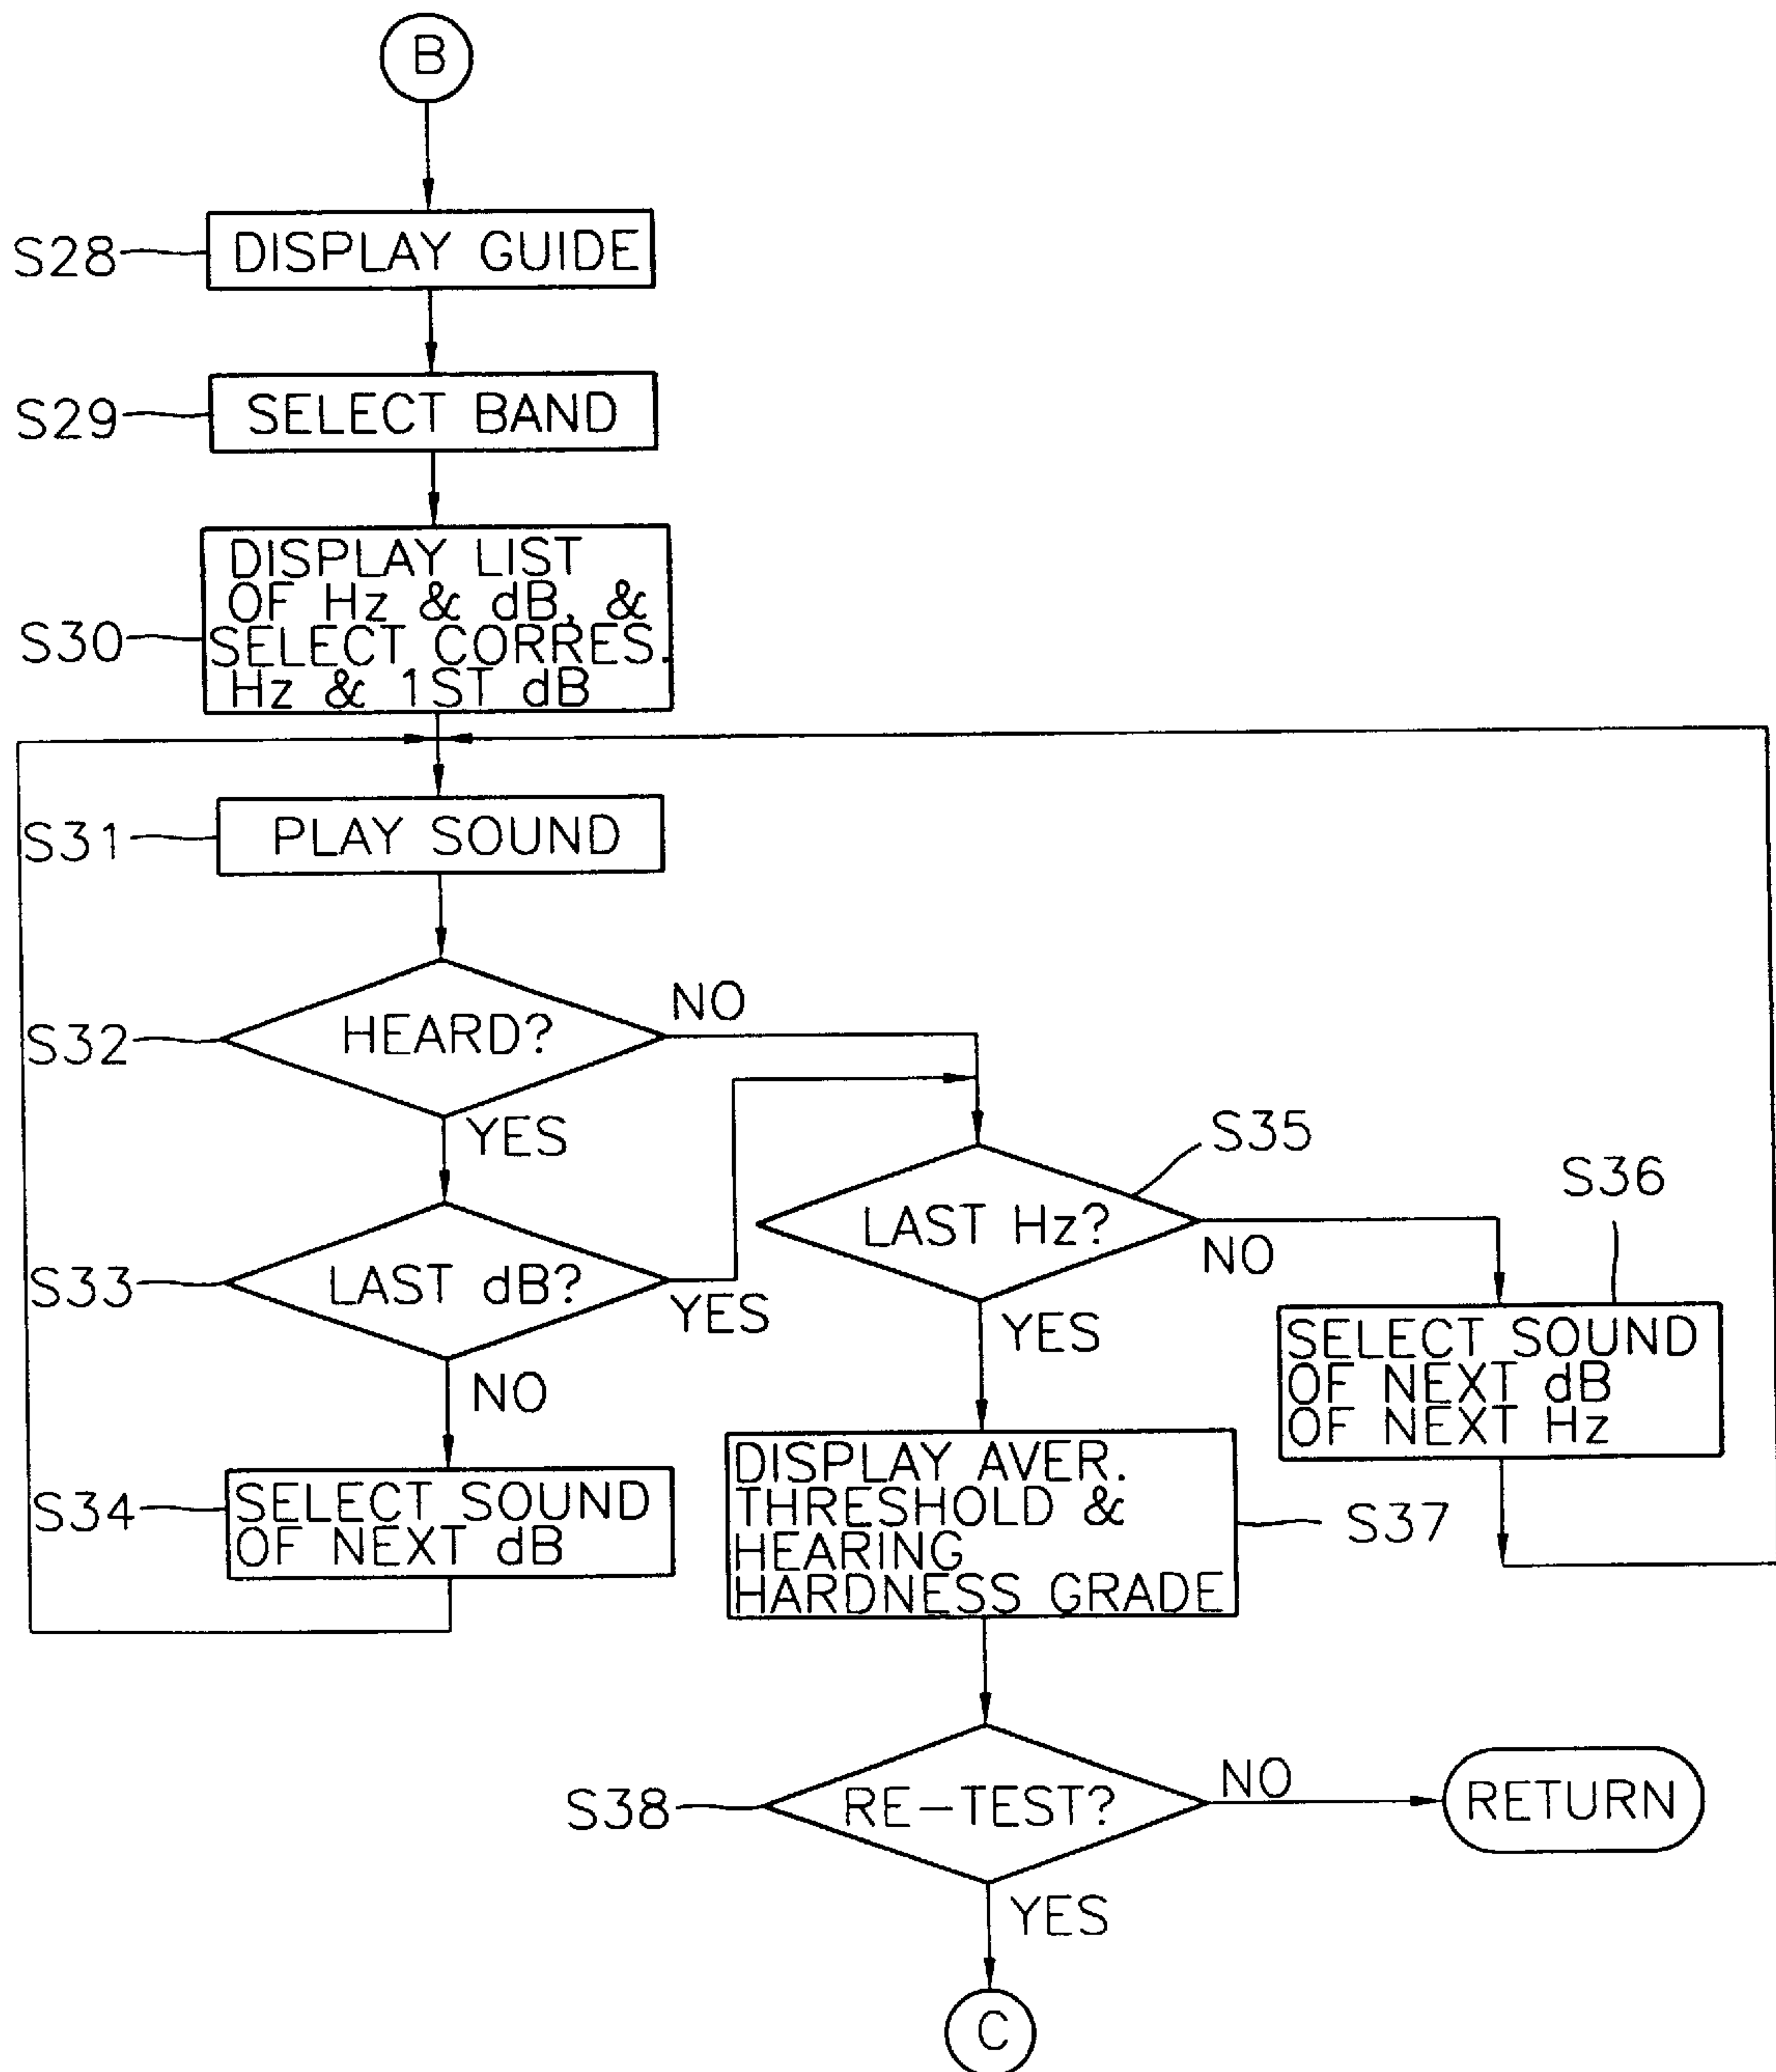 B
S28
DISPLAY GUIDE
S29
SELECT BAND
S30
DISPLAY LIST
OF Hz & dB, &
SELECT CORRES.
Hz & 1ST dB
S31
PLAY SOUND
S32
HEARD?
NO
YES
S33
LAST dB?
YES
NO
S34
SELECT SOUND
OF NEXT dB
S35
LAST Hz?
NO
YES
S36
SELECT SOUND
OF NEXT dB
OF NEXT Hz
DISPLAY AVER.
THRESHOLD &
HEARING
HARDNESS GRADE
S37
S38
RE-TEST?
NO
RETURN
YES
C